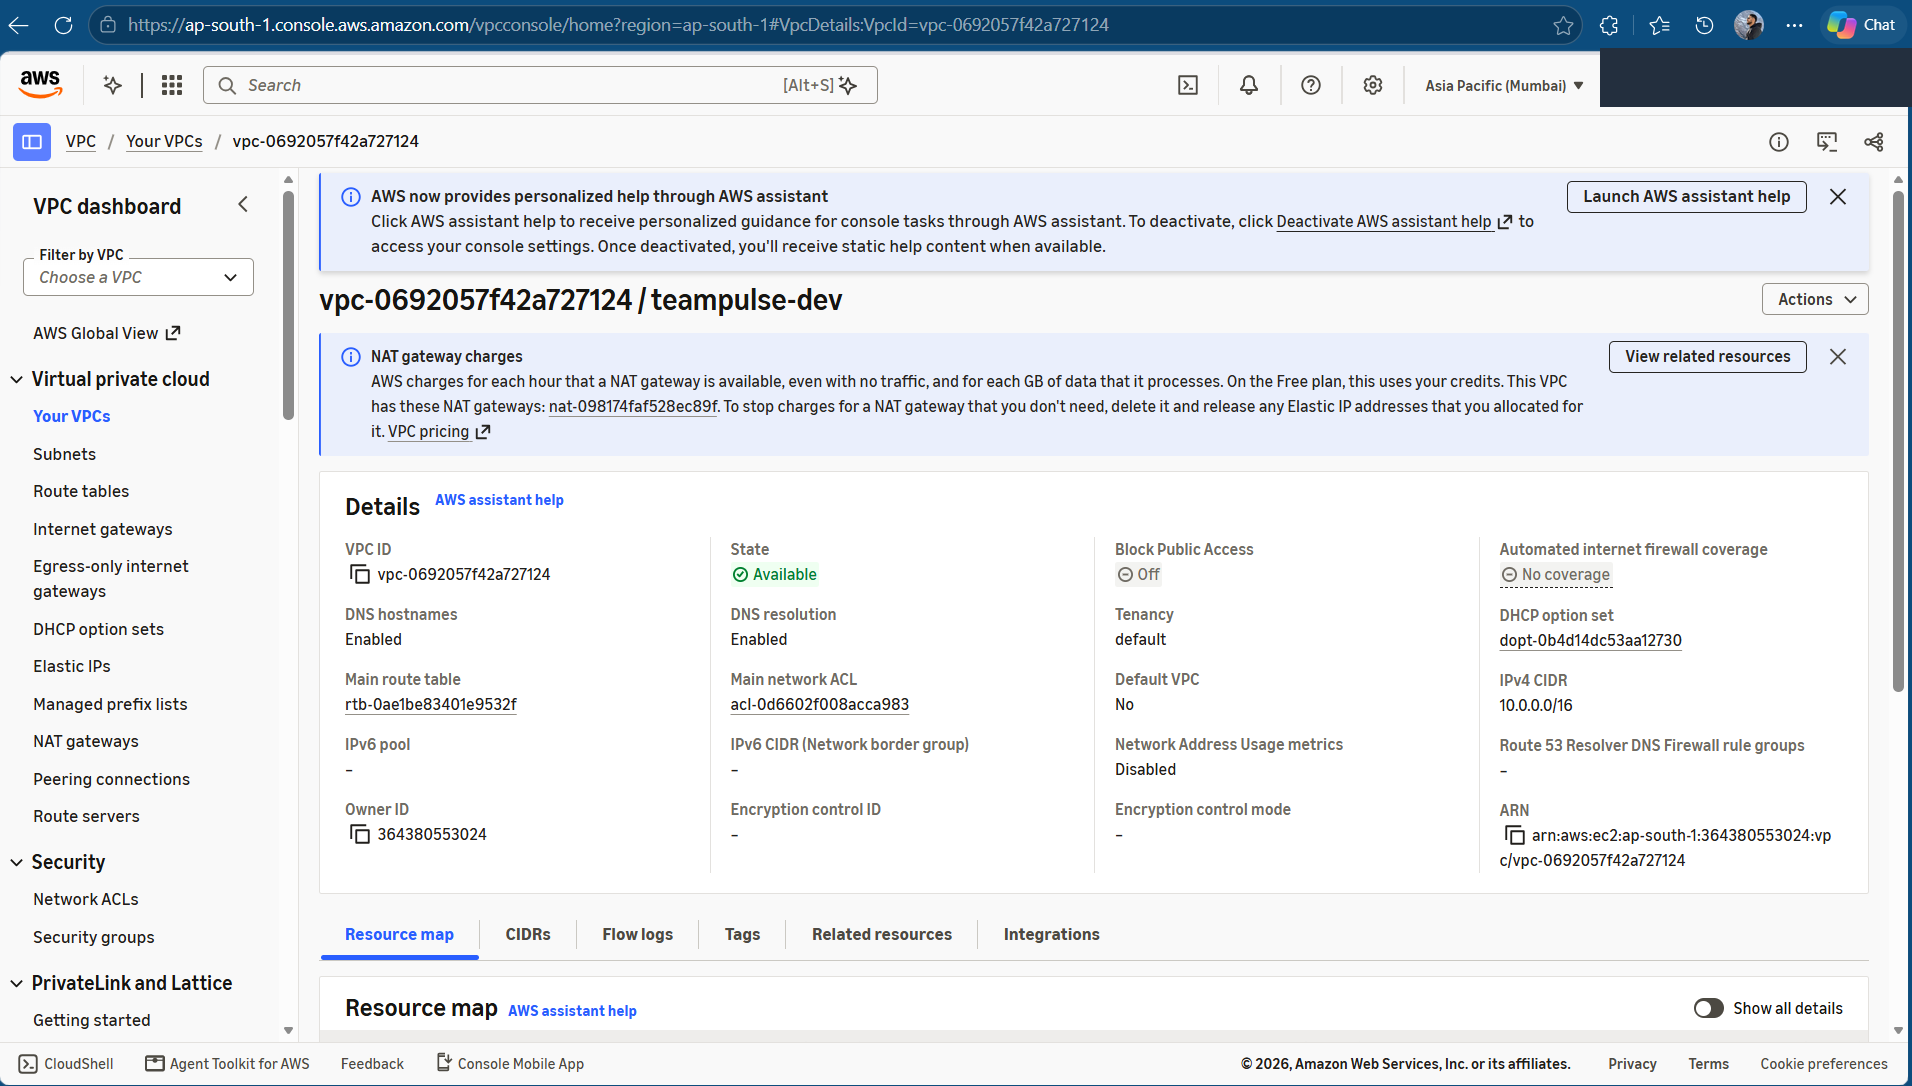 https://ap-south-1.console.aws.amazon.com/vpcconsole/home?region=ap-south-1#VpcDetails:VpcId=vpc-0692057f42a727124
Chat
aws
Search
[Alt+S]
Asia Pacific (Mumbai)
VPC / Your VPCs / vpc-0692057f42a727124
VPC dashboard
Filter by VPC
Choose a VPC
AWS Global View
Virtual private cloud
Your VPCs
Subnets
Route tables
Internet gateways
Egress-only internet
gateways
DHCP option sets
Elastic IPs
Managed prefix lists
NAT gateways
Peering connections
Route servers
Security
Network ACLs
Security groups
PrivateLink and Lattice
Getting started
AWS now provides personalized help through AWS assistant
Click AWS assistant help to receive personalized guidance for console tasks through AWS assistant. To deactivate, click Deactivate AWS assistant help to
access your console settings. Once deactivated, you'll receive static help content when available.
Launch AWS assistant help
vpc-0692057f42a727124 / teampulse-dev
Actions
NAT gateway charges
AWS charges for each hour that a NAT gateway is available, even with no traffic, and for each GB of data that it processes. On the Free plan, this uses your credits. This VPC
has these NAT gateways: nat-098174faf528ec89f. To stop charges for a NAT gateway that you don't need, delete it and release any Elastic IP addresses that you allocated for
it. VPC pricing
View related resources
Details
AWS assistant help
VPC ID
vpc-0692057f42a727124
State
Available
Block Public Access
Off
Automated internet firewall coverage
No coverage
DNS hostnames
Enabled
DNS resolution
Enabled
Tenancy
default
DHCP option set
dopt-0b4d14dc53aa12730
Main route table
rtb-0ae1be83401e9532f
Main network ACL
acl-0d6602f008acca983
Default VPC
No
IPv4 CIDR
10.0.0.0/16
IPv6 pool
–
IPv6 CIDR (Network border group)
–
Network Address Usage metrics
Disabled
Route 53 Resolver DNS Firewall rule groups
–
Owner ID
364380553024
Encryption control ID
–
Encryption control mode
–
ARN
arn:aws:ec2:ap-south-1:364380553024:vp
c/vpc-0692057f42a727124
Resource map
CIDRs
Flow logs
Tags
Related resources
Integrations
Resource map
AWS assistant help
Show all details
CloudShell
Agent Toolkit for AWS
Feedback
Console Mobile App
© 2026, Amazon Web Services, Inc. or its affiliates.
Privacy
Terms
Cookie preferences